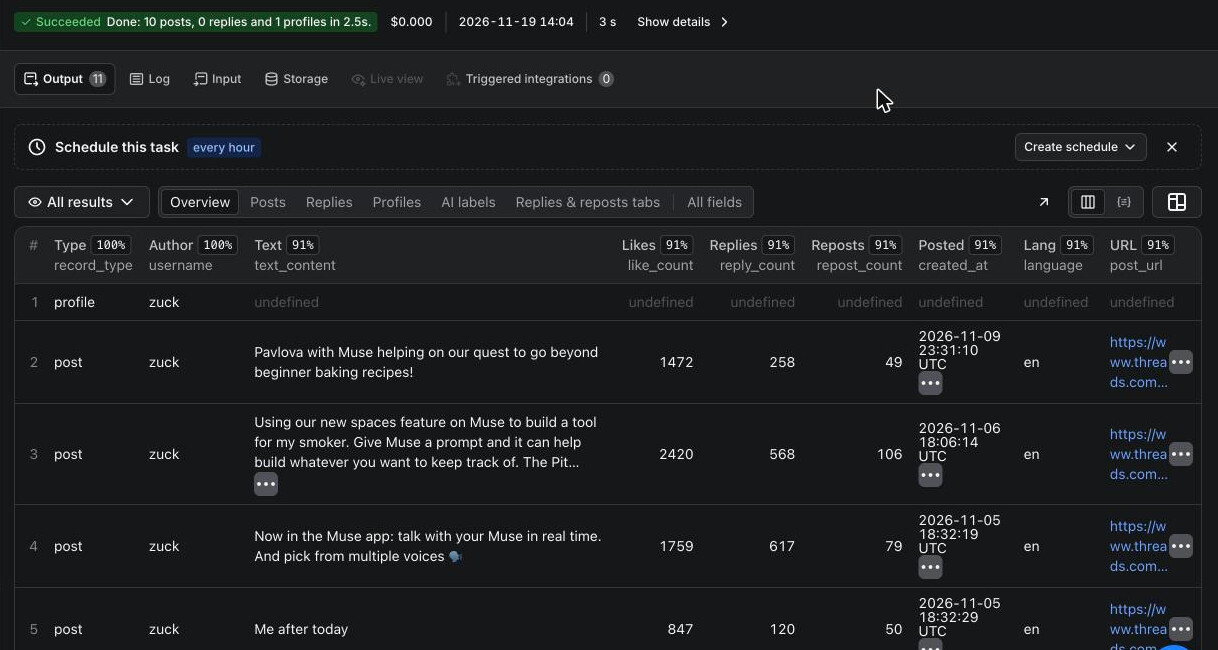 Succeeded Done: 10 posts, 0 replies and 1 profiles in 2.5s. $0.000 2026-11-19 14:04 3 s Show details
Output 11 Log Input Storage Live view Triggered integrations 0
Schedule this task every hour Create schedule
All results Overview Posts Replies Profiles AI labels Replies & reposts tabs All fields
# Type 100% Author 100% Text 91% Likes 91% Replies 91% Reposts 91% Posted 91% Lang 91% URL 91%
record_type username text_content like_count reply_count repost_count created_at language post_url
1 profile zuck undefined undefined undefined undefined undefined undefined undefined
2 post zuck
Pavlova with Muse helping on our quest to go beyond
beginner baking recipes!
1472 258 49
2026-11-09
23:31:10
UTC
en
https://w
ww.threa
ds.com...
3 post zuck
Using our new spaces feature on Muse to build a tool
for my smoker. Give Muse a prompt and it can help
build whatever you want to keep track of. The Pit...
2420 568 106
2026-11-06
18:06:14
UTC
en
https://w
ww.threa
ds.com...
4 post zuck
Now in the Muse app: talk with your Muse in real time.
And pick from multiple voices 🗣️
1759 617 79
2026-11-05
18:32:19
UTC
en
https://w
ww.threa
ds.com...
5 post zuck
Me after today
847 120 50
2026-11-05
18:32:29
UTC
en
https://w
ww.threa
ds.com...